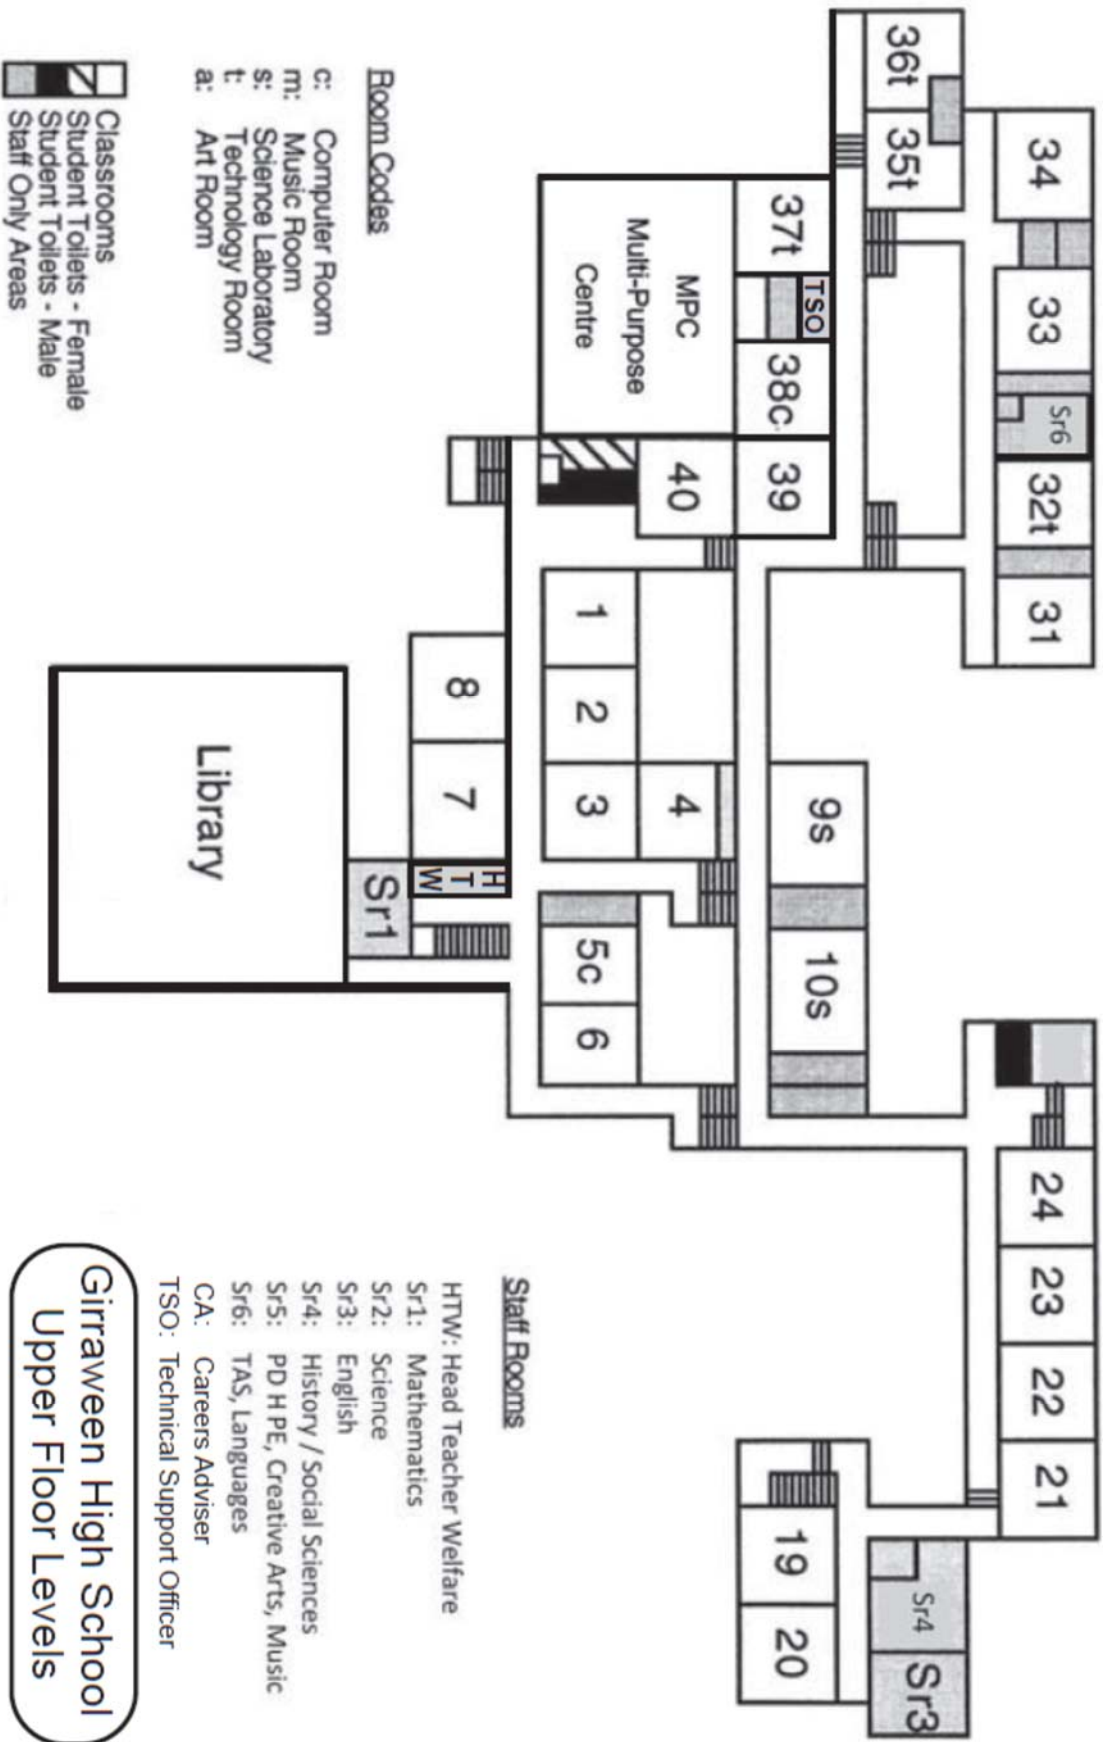 34
33
Sr6
32t
31
24
23
22
21
36t
35t
Sr4
Sr3
37t
TSO
38c
39
9s
10s
19
20
MPC
Multi-Purpose
Centre
40
4
1
2
3
5c
6
8
7
HTW
Sr1
Library
Room Codes
c: Computer Room
m: Music Room
s: Science Laboratory
t: Technology Room
a: Art Room
Classrooms
Student Toilets - Female
Student Toilets - Male
Staff Only Areas
Staff Rooms
HTW: Head Teacher Welfare
Sr1: Mathematics
Sr2: Science
Sr3: English
Sr4: History / Social Sciences
Sr5: PD H PE, Creative Arts, Music
Sr6: TAS, Languages
CA: Careers Adviser
TSO: Technical Support Officer
Girraween High School
Upper Floor Levels